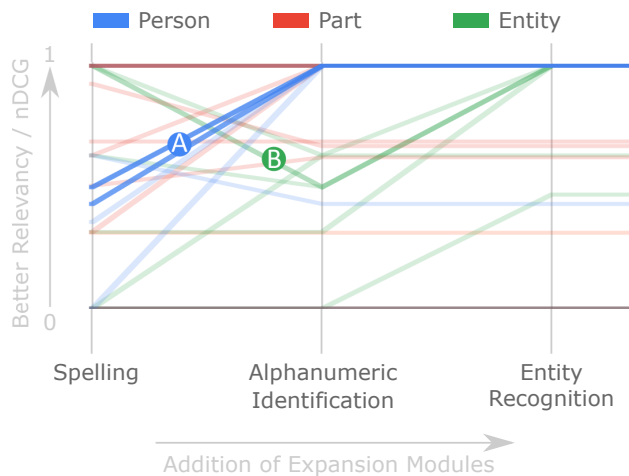 Person Part Entity
1
Better Relevancy / nDCG
0
A
B
Spelling
Alphanumeric
Identification
Entity
Recognition
Addition of Expansion Modules